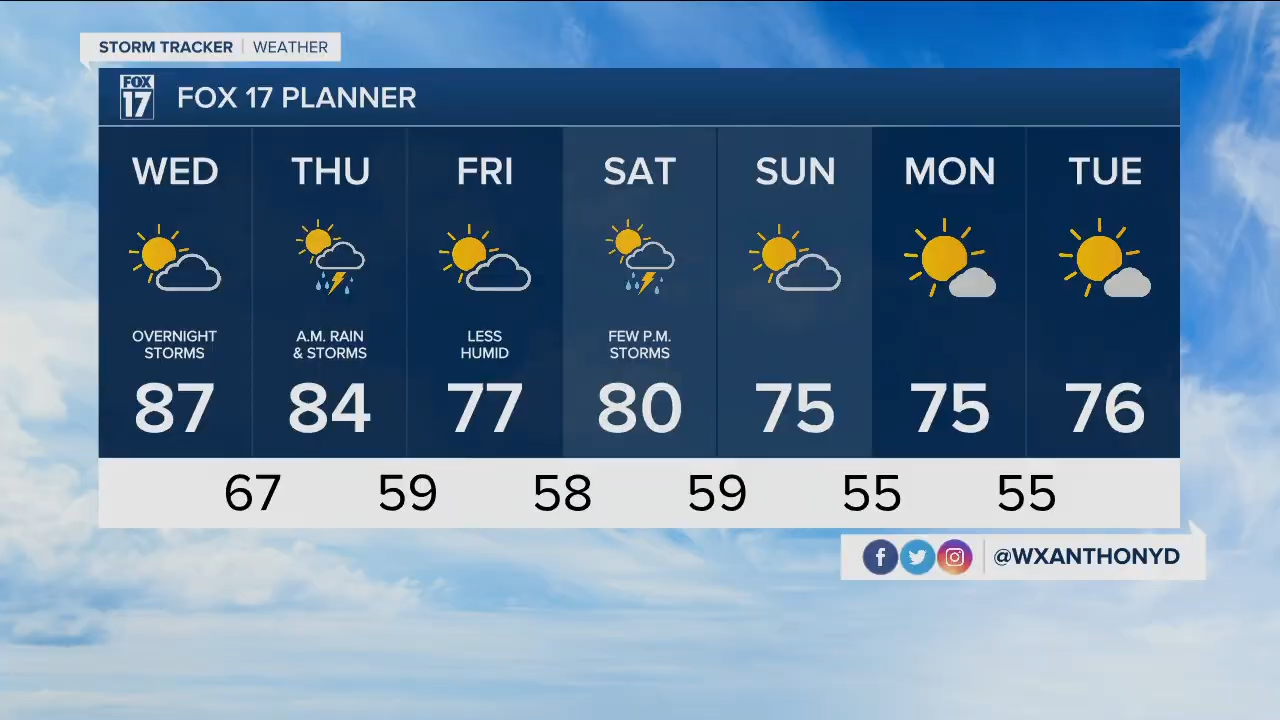 STORM TRACKER | WEATHER
FOX
17
FOX 17 PLANNER
WED THU FRI SAT SUN MON TUE
OVERNIGHT A.M. RAIN LESS FEW P.M.
STORMS & STORMS HUMID STORMS
87 84 77 80 75 75 76
67 59 58 59 55 55
@WXANTHONYD